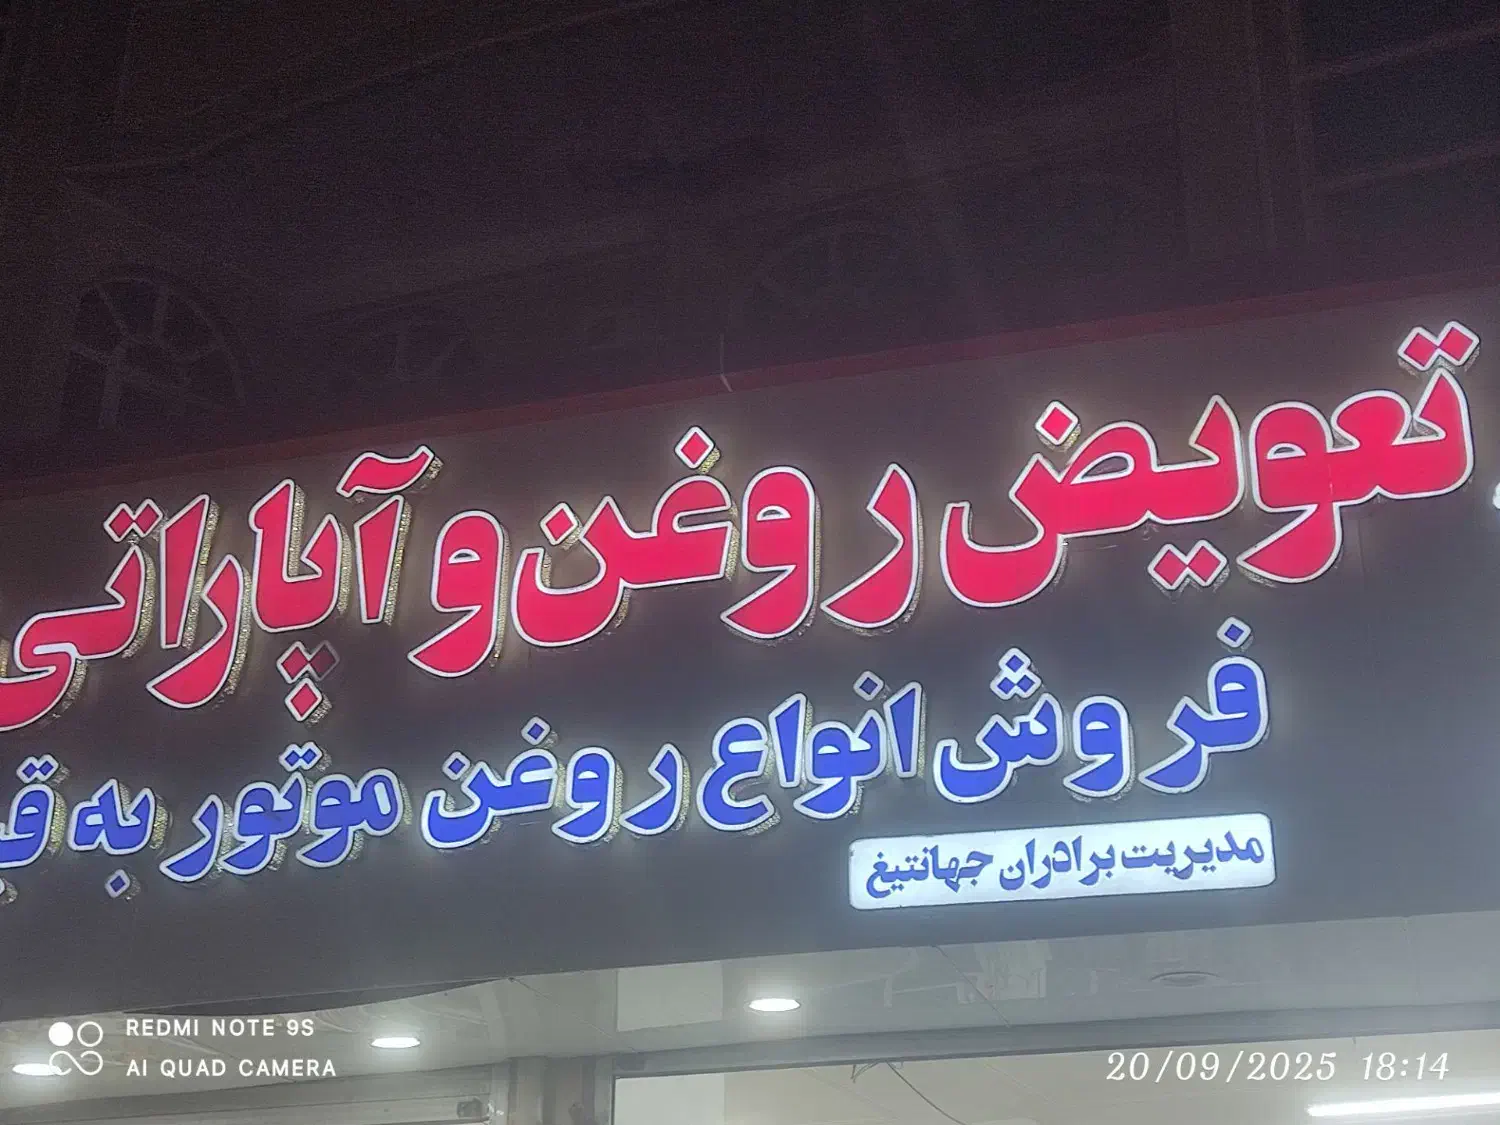 تعویض روغن و آپاراتی
فروش انواع روغن موتور به
مدیریت برادران جهانتیغ
REDMI NOTE 9S
AI QUAD CAMERA
20/09/2025 18:14